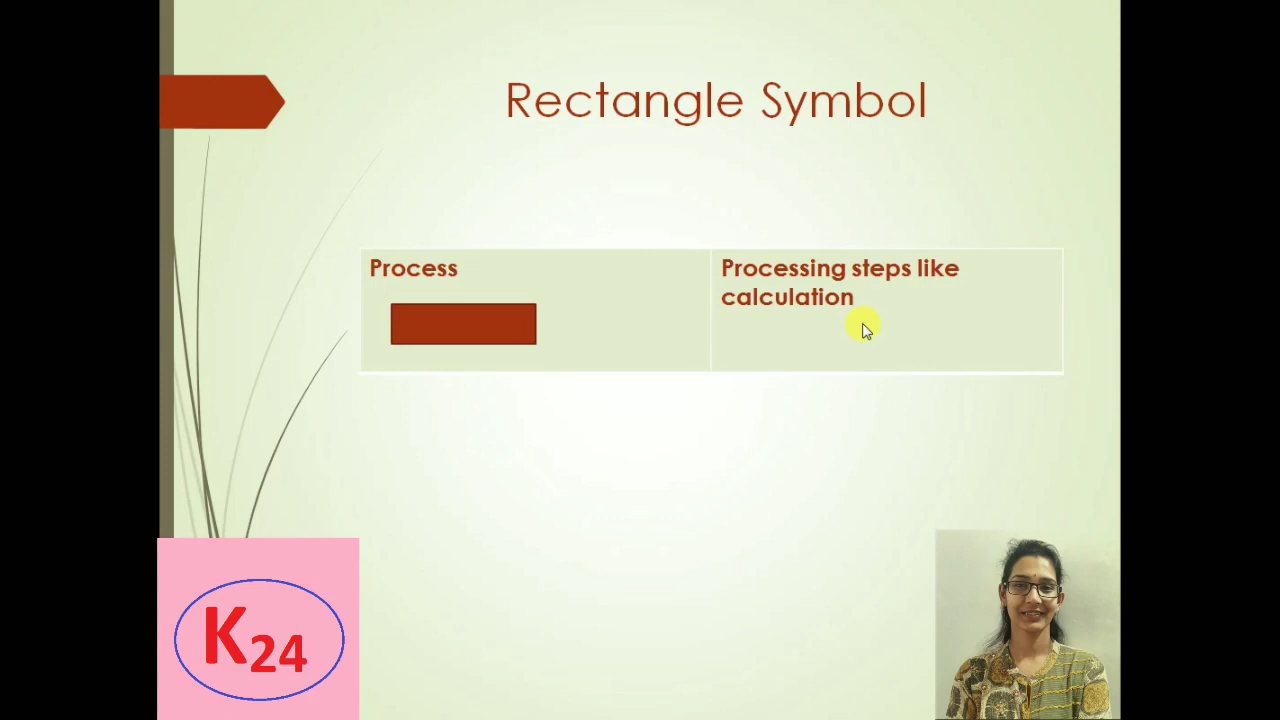 Rectangle Symbol
Process
Processing steps like
calculation
K24